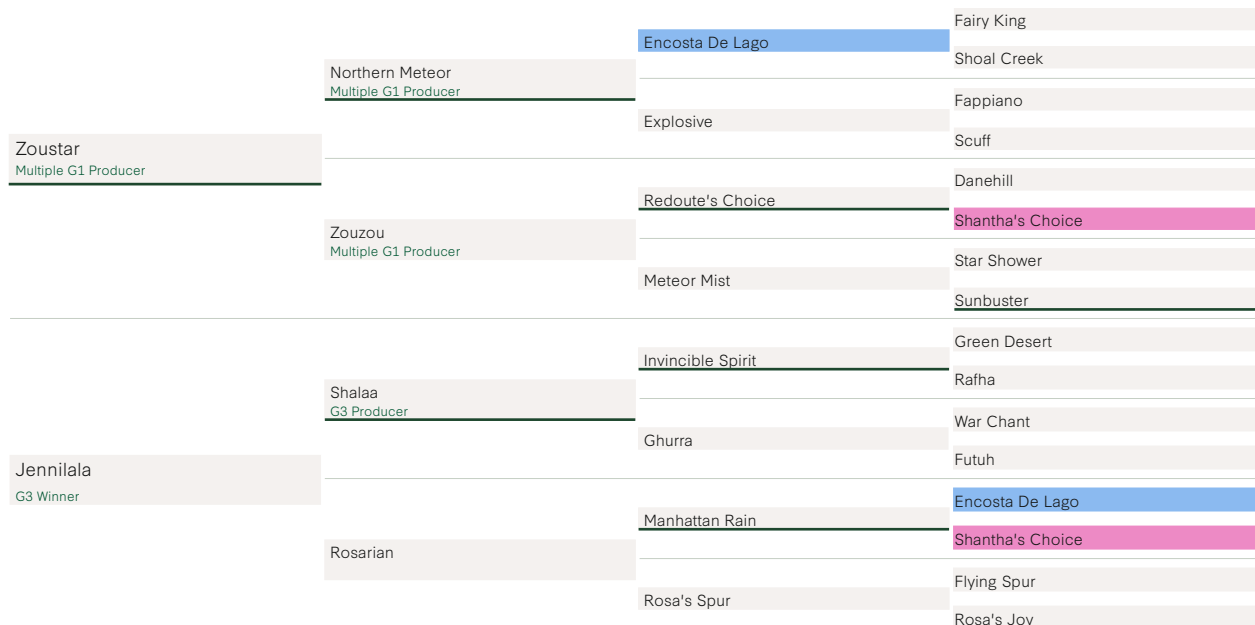 Zoustar
Multiple G1 Producer
Northern Meteor
Multiple G1 Producer
Encosta De Lago
Fairy King
Shoal Creek
Explosive
Fappiano
Scuff
Zouzou
Multiple G1 Producer
Redoute's Choice
Danehill
Shantha's Choice
Meteor Mist
Star Shower
Sunbuster
Jennilala
G3 Winner
Shalaa
G3 Producer
Invincible Spirit
Green Desert
Rafha
Ghurra
War Chant
Futuh
Rosarian
Manhattan Rain
Encosta De Lago
Shantha's Choice
Rosa's Spur
Flying Spur
Rosa's Joy